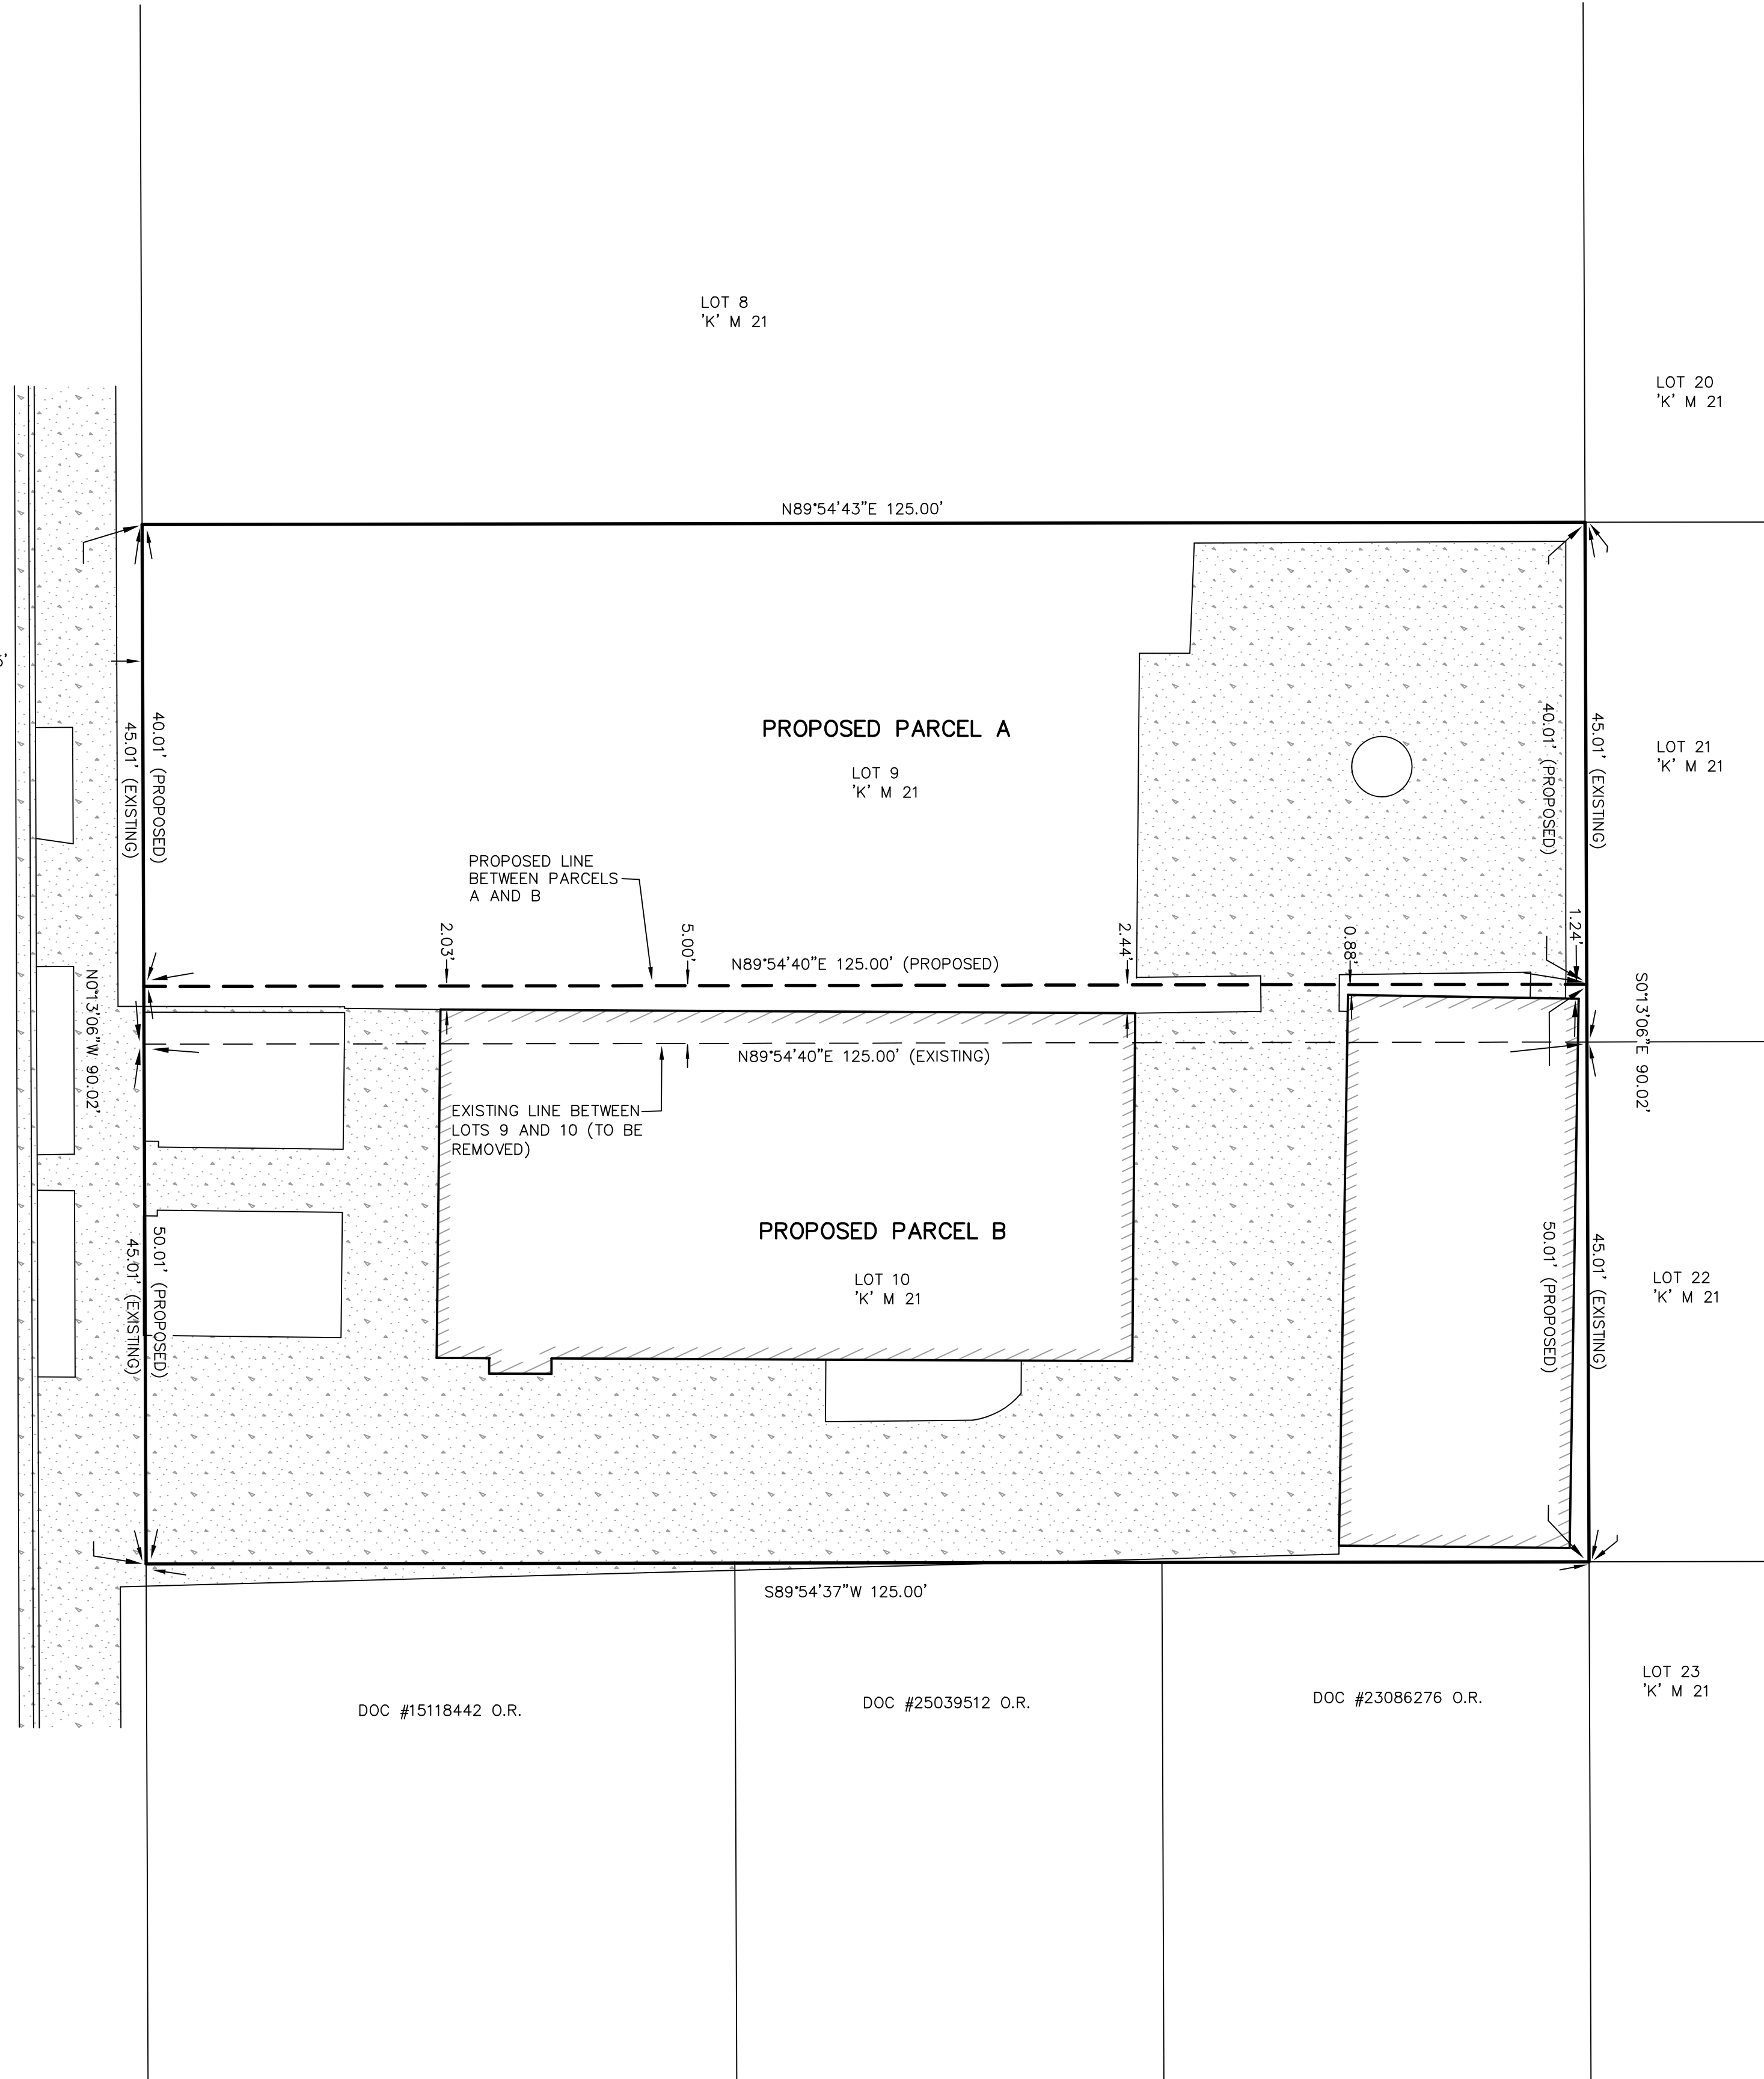 LOT 8
'K' M 21
LOT 20
'K' M 21
N89°54'43"E 125.00'
40.01' (PROPOSED)
45.01' (EXISTING)
PROPOSED PARCEL A
LOT 9
'K' M 21
40.01' (PROPOSED)
45.01' (EXISTING)
LOT 21
'K' M 21
PROPOSED LINE
BETWEEN PARCELS
A AND B
2.03'
5.00'
2.44'
0.88'
1.24'
N89°54'40"E 125.00' (PROPOSED)
N0°13'06"W 90.02'
S0°13'06"E 90.02'
N89°54'40"E 125.00' (EXISTING)
EXISTING LINE BETWEEN
LOTS 9 AND 10 (TO BE
REMOVED)
PROPOSED PARCEL B
LOT 10
'K' M 21
50.01' (PROPOSED)
45.01' (EXISTING)
50.01' (PROPOSED)
45.01' (EXISTING)
LOT 22
'K' M 21
S89°54'37"W 125.00'
DOC #15118442 O.R.
DOC #25039512 O.R.
DOC #23086276 O.R.
LOT 23
'K' M 21